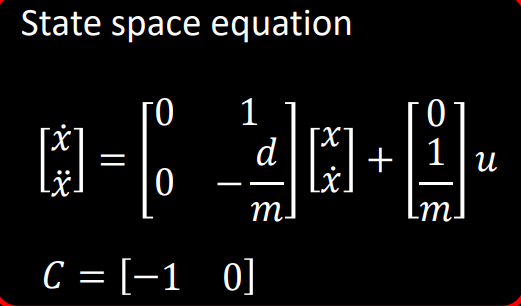 State space equation
[ẋ ẍ] = [0 1 0 −d/m] [x ẋ] + [0 1/m] u
C = [−1 0]